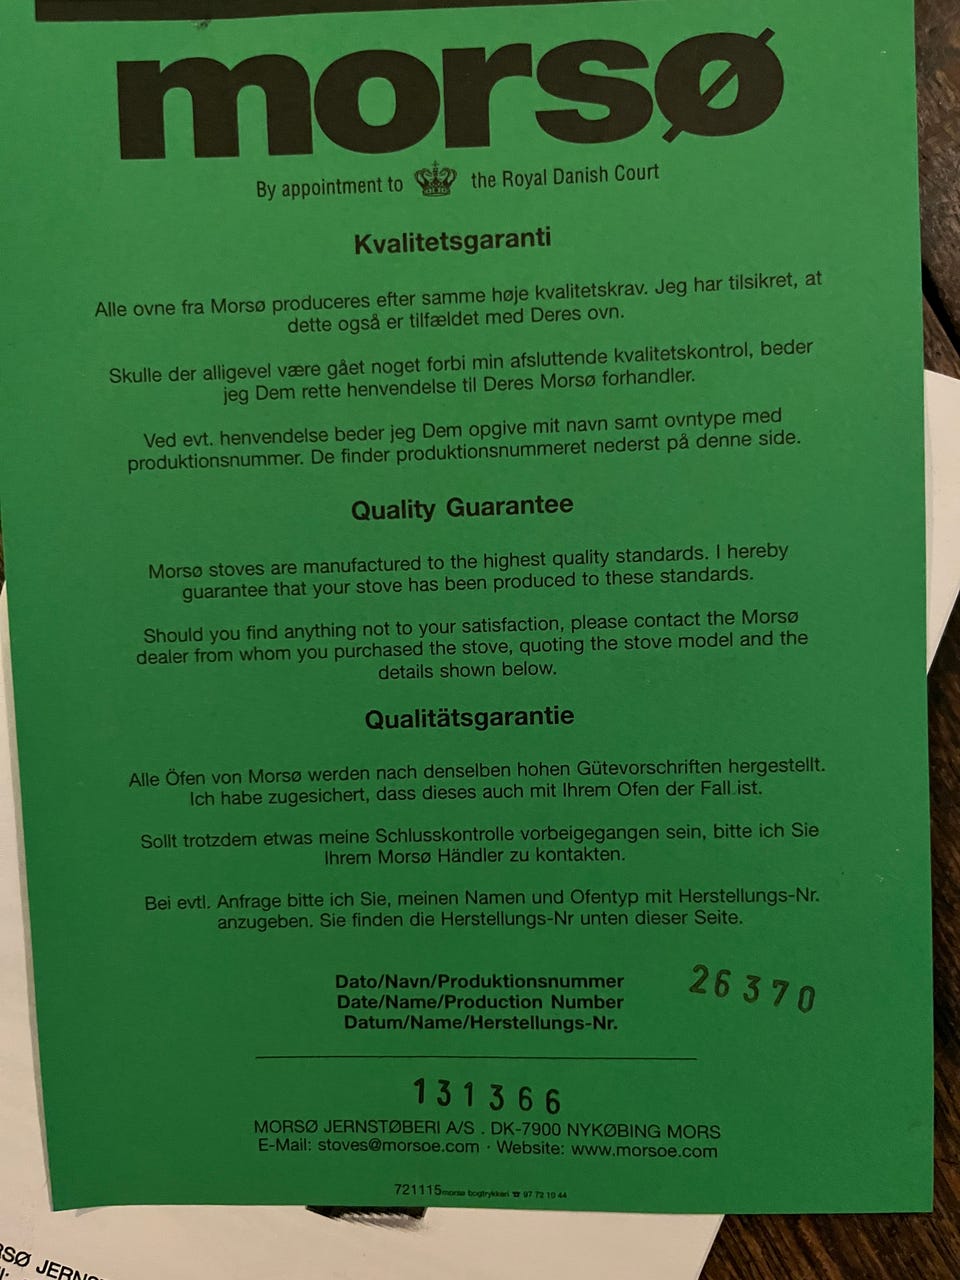 morsø
By appointment to the Royal Danish Court
Kvalitetsgaranti
Alle ovne fra Morsø produceres efter samme høje kvalitetskrav. Jeg har tilsikret, at
dette også er tilfældet med Deres ovn.
Skulle der alligevel være gået noget forbi min afsluttende kvalitetskontrol, beder
jeg Dem rette henvendelse til Deres Morsø forhandler.
Ved evt. henvendelse beder jeg Dem opgive mit navn samt ovntype med
produktionsnummer. De finder produktionsnummeret nederst på denne side.
Quality Guarantee
Morsø stoves are manufactured to the highest quality standards. I hereby
guarantee that your stove has been produced to these standards.
Should you find anything not to your satisfaction, please contact the Morsø
dealer from whom you purchased the stove, quoting the stove model and the
details shown below.
Qualitätsgarantie
Alle Öfen von Morsø werden nach denselben hohen Gütevorschriften hergestellt.
Ich habe zugesichert, dass dieses auch mit Ihrem Ofen der Fall ist.
Sollt trotzdem etwas meine Schlusskontrolle vorbeigegangen sein, bitte ich Sie
Ihrem Morsø Händler zu kontakten.
Bei evtl. Anfrage bitte ich Sie, meinen Namen und Ofentyp mit Herstellungs-Nr.
anzugeben. Sie finden die Herstellungs-Nr unten dieser Seite.
Dato/Navn/Produktionsnummer
Date/Name/Production Number
Datum/Name/Herstellungs-Nr.
26370
131366
MORSØ JERNSTØBERI A/S . DK-7900 NYKØBING MORS
E-Mail: stoves@morsoe.com · Website: www.morsoe.com
721115 morsø bogtrykkeri ☎ 97 72 10 44